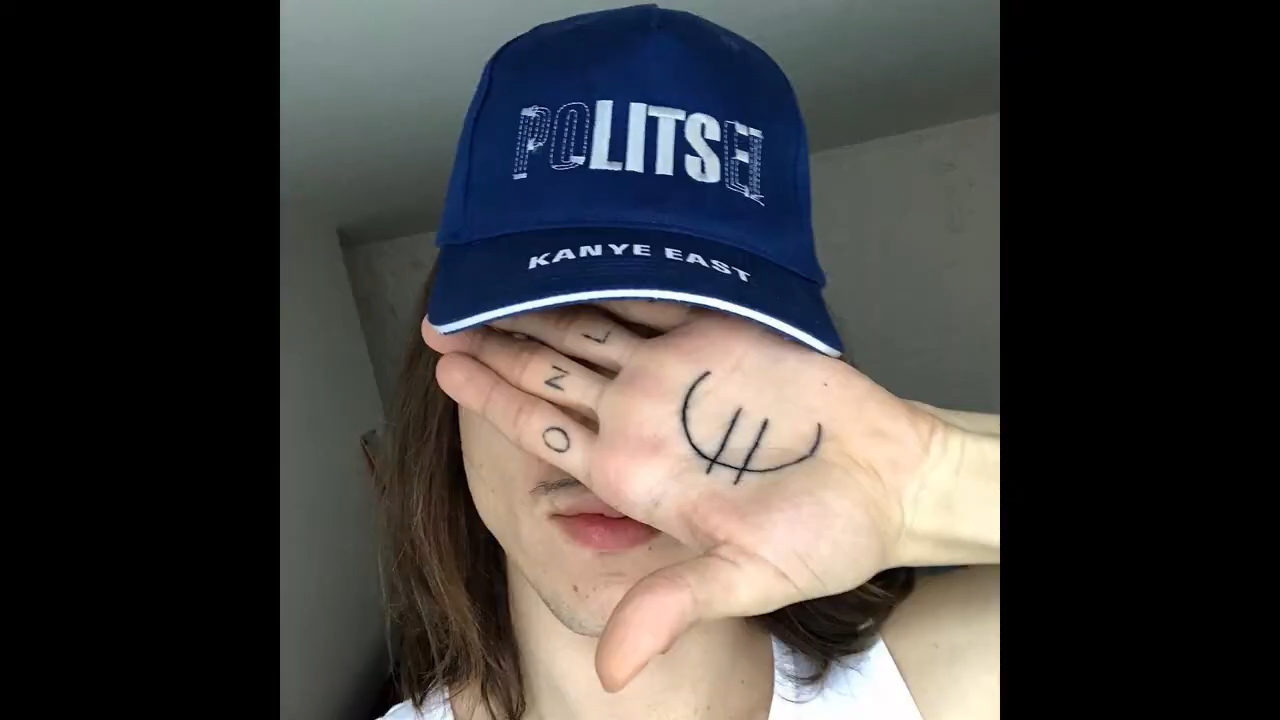 POLITSEI
KANYE EAST
O N L
€